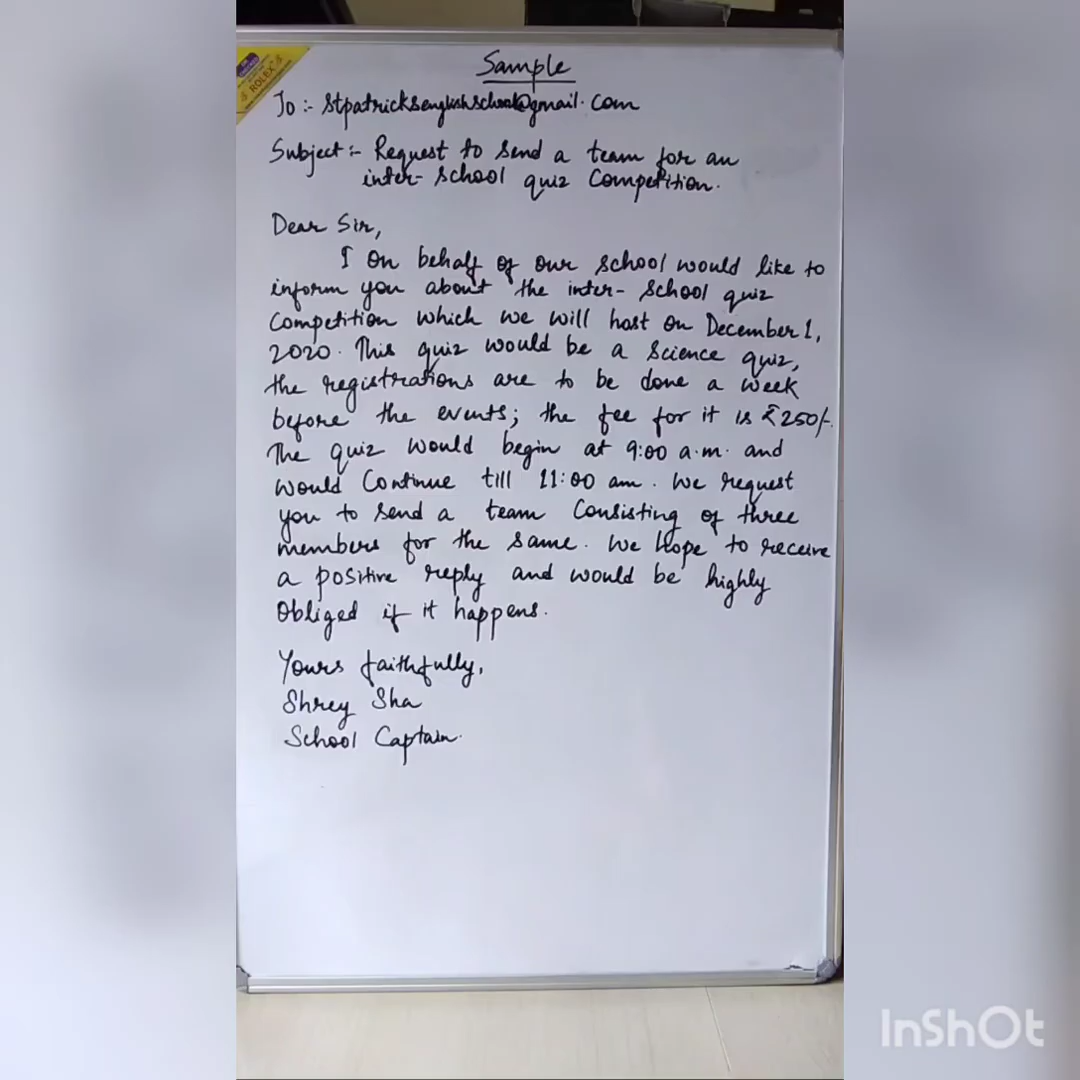 Sample
ROLEX
To :- stpatricksenglishschool@gmail.com
Subject :- Request to send a team for an
inter-school quiz Competition.
Dear Sir,
I on behalf of our school would like to
inform you about the inter-school quiz
Competition which we will host on December 1,
2020. This quiz would be a science quiz,
the registrations are to be done a week
before the events; the fee for it is ₹250/-.
The quiz would begin at 9:00 a.m. and
would Continue till 11:00 am. We request
you to send a team Consisting of three
members for the same. We hope to receive
a positive reply and would be highly
Obliged if it happens.
Yours faithfully,
Shrey Sha
School Captain.
InShOt